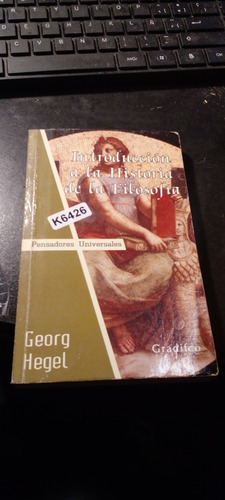 Introducción
a la Historia
de la Filosofía
K6426
Pensadores Universales
Georg
Hegel
Gradifco